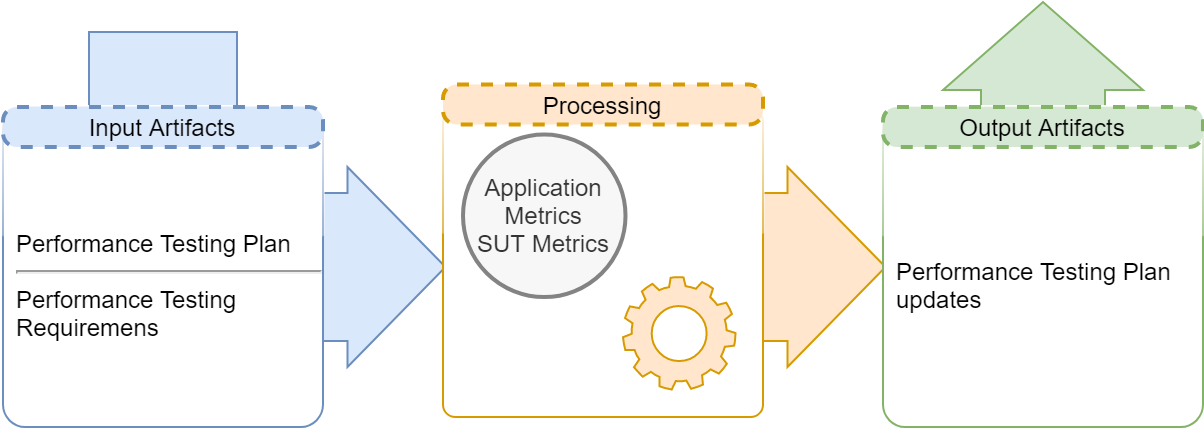 Input Artifacts
Performance Testing Plan
Performance Testing
Requiremens
Processing
Application
Metrics
SUT Metrics
Output Artifacts
Performance Testing Plan
updates